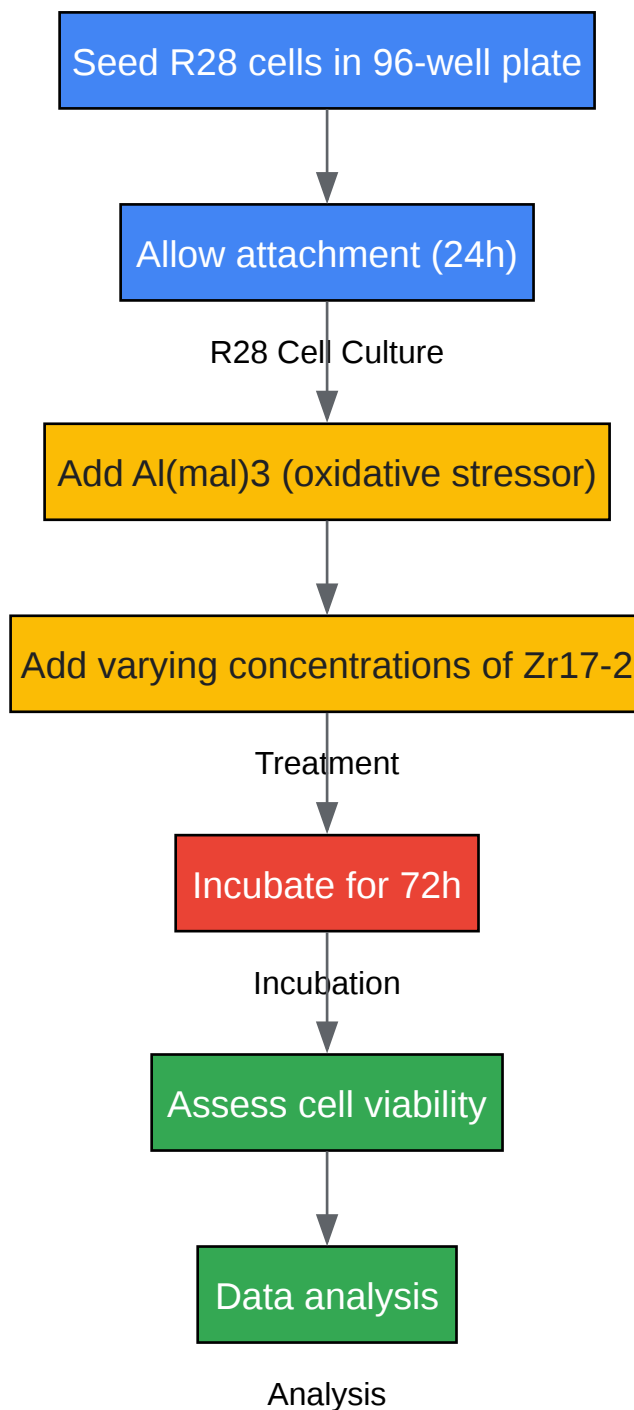 Seed R28 cells in 96-well plate
Allow attachment (24h)
R28 Cell Culture
Add Al(mal)3 (oxidative stressor)
Add varying concentrations of Zr17-2
Treatment
Incubate for 72h
Incubation
Assess cell viability
Data analysis
Analysis